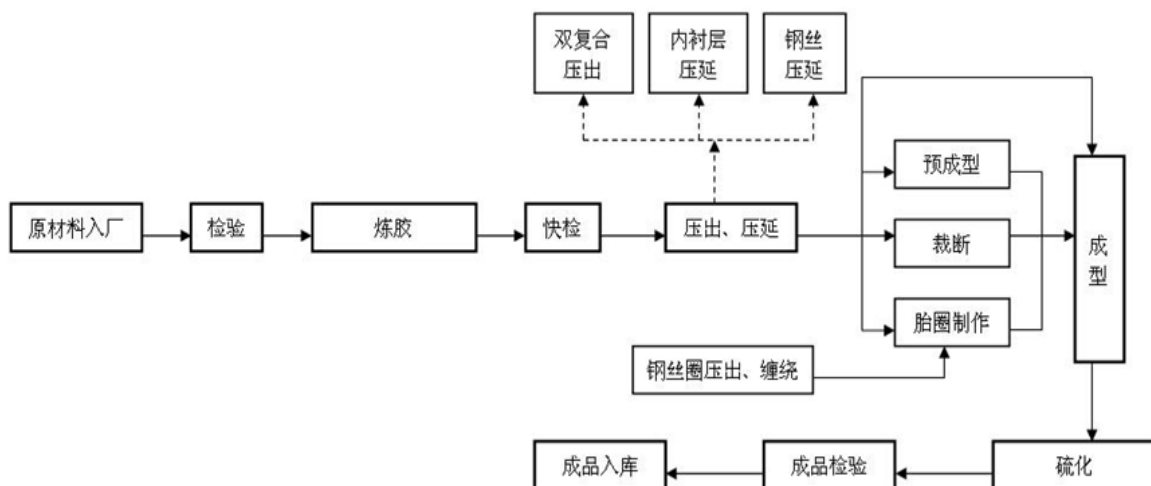 双复合
压出
内衬层
压延
钢丝
压延
预成型
原材料入厂
检验
炼胶
快检
压出、压延
裁断
成
型
胎圈制作
钢丝圈压出、缠绕
成品入库
成品检验
硫化